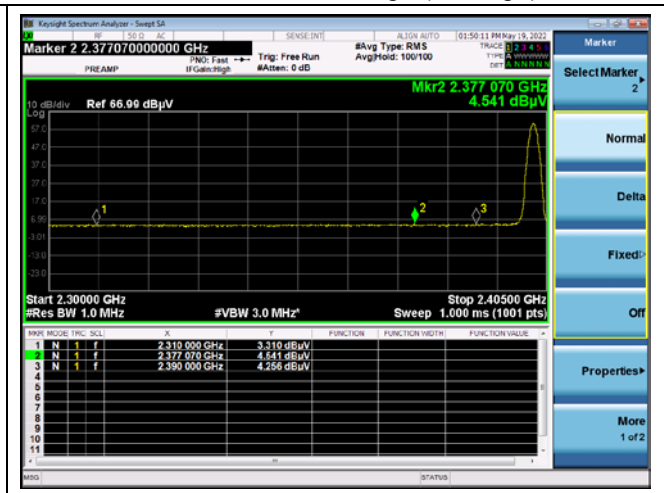 Keysight Spectrum Analyzer - Swept SA
RF 50 Ω AC SENSE:INT ALIGN AUTO 01:50:11 PM May 19, 2022
Marker 2 2.377070000000 GHz
PREAMP
PNO: Fast
IFGain:High
Trig: Free Run
#Atten: 0 dB
#Avg Type: RMS
Avg|Hold: 100/100
TRACE 1 2 3 4 5 6
TYPE A WWWWW
DET A N N N N N
Mkr2 2.377 070 GHz
4.541 dBµV
10 dB/div Ref 66.99 dBµV
Log
57.0
47.0
37.0
27.0
17.0
6.99
-3.01
-13.0
-23.0
1
2
3
Start 2.30000 GHz
Stop 2.40500 GHz
#Res BW 1.0 MHz #VBW 3.0 MHz* Sweep 1.000 ms (1001 pts)
MKR MODE TRC SCL X Y FUNCTION FUNCTION WIDTH FUNCTION VALUE
1 N 1 f 2.310 000 GHz 3.310 dBuV
2 N 1 f 2.377 070 GHz 4.541 dBuV
3 N 1 f 2.390 000 GHz 4.256 dBuV
4
5
6
7
8
9
10
11
MSG STATUS
Marker
Select Marker
2
Normal
Delta
Fixed
Off
Properties
More
1 of 2